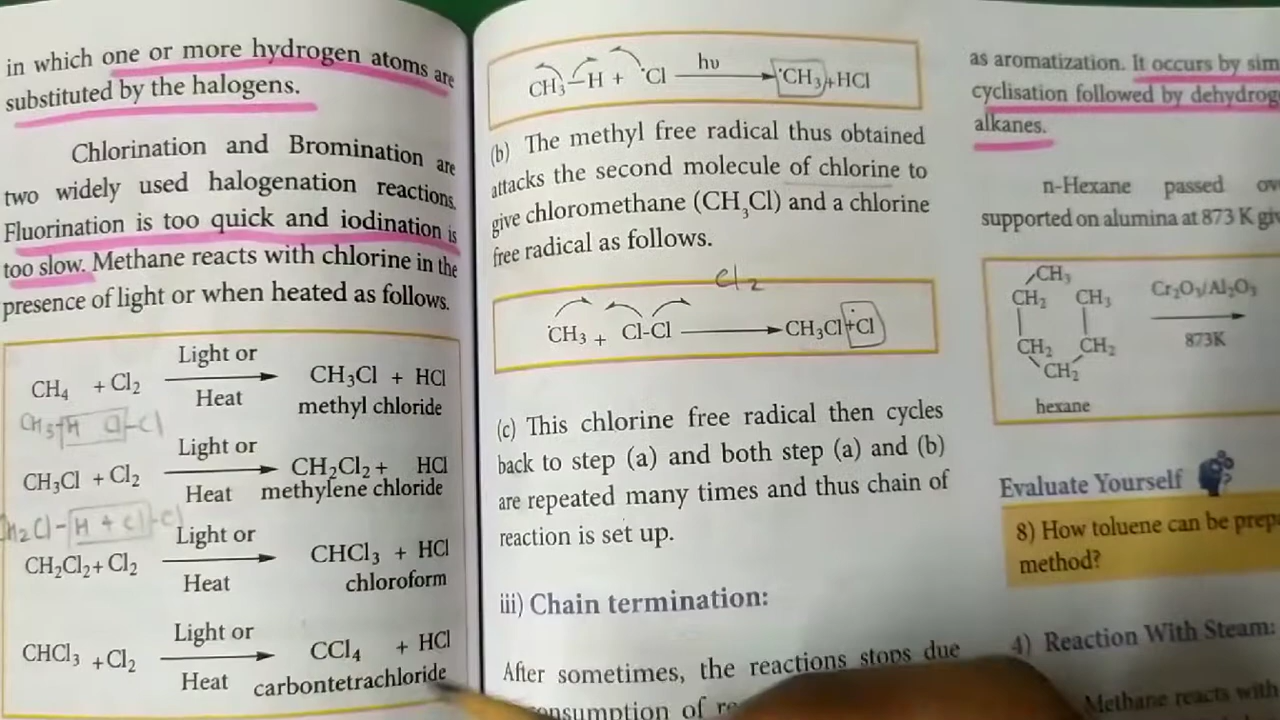 in which one or more hydrogen atoms are
substituted by the halogens.
Chlorination and Bromination are
two widely used halogenation reactions.
Fluorination is too quick and iodination is
too slow. Methane reacts with chlorine in the
presence of light or when heated as follows.
CH₄ + Cl₂ Light or Heat → CH₃Cl + HCl
methyl chloride
CH₃-H Cl-Cl
CH₃Cl + Cl₂ Light or Heat → CH₂Cl₂ + HCl
methylene chloride
CH₂Cl-H + Cl-Cl
CH₂Cl₂ + Cl₂ Light or Heat → CHCl₃ + HCl
chloroform
CHCl₃ + Cl₂ Light or Heat → CCl₄ + HCl
carbontetrachloride
CH₃–H + ·Cl hυ → ·CH₃ + HCl
(b) The methyl free radical thus obtained
attacks the second molecule of chlorine to
give chloromethane (CH₃Cl) and a chlorine
free radical as follows.
Cl₂
·CH₃ + Cl-Cl → CH₃Cl + ·Cl
(c) This chlorine free radical then cycles
back to step (a) and both step (a) and (b)
are repeated many times and thus chain of
reaction is set up.
iii) Chain termination:
After sometimes, the reactions stops due
consumption of
as aromatization. It occurs by sim
cyclisation followed by dehydrog
alkanes.
n-Hexane passed ov
supported on alumina at 873 K giv
CH₃
CH₂ CH₃ Cr₂O₃/Al₂O₃ →
CH₂ CH₂ 873K
CH₂
hexane
Evaluate Yourself
8) How toluene can be prep
method?
4) Reaction With Steam:
Methane reacts with